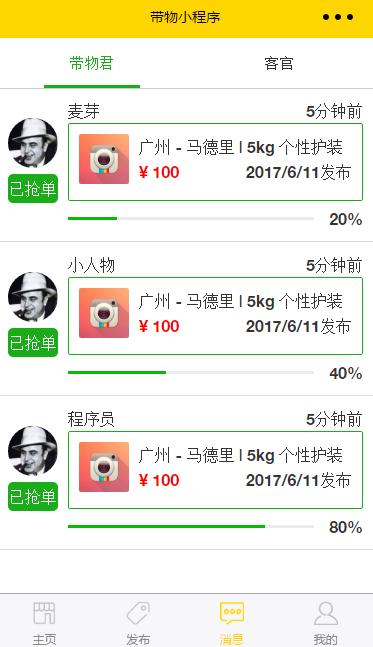 带物小程序
带物君 客官
麦芽 5分钟前
广州 - 马德里 | 5kg 个性护装
¥ 100 2017/6/11发布
已抢单
20%
小人物 5分钟前
广州 - 马德里 | 5kg 个性护装
¥ 100 2017/6/11发布
已抢单
40%
程序员 5分钟前
广州 - 马德里 | 5kg 个性护装
¥ 100 2017/6/11发布
已抢单
80%
主页 发布 消息 我的